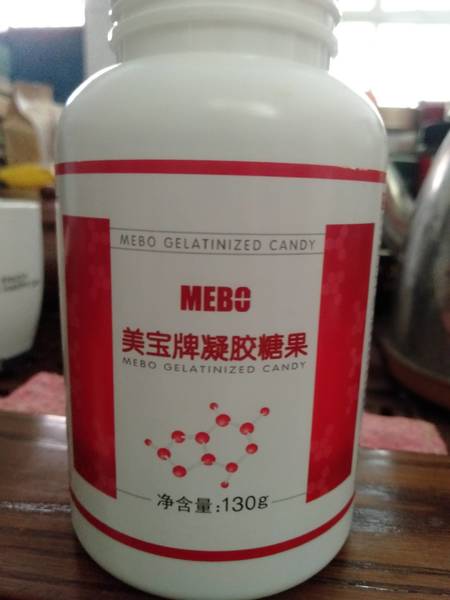 MEBO GELATINIZED CANDY
MEBO
美宝牌凝胶糖果
MEBO GELATINIZED CANDY
净含量:130g